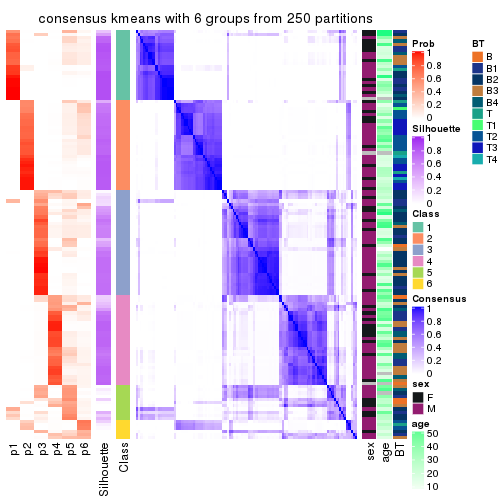 consensus kmeans with 6 groups from 250 partitions
Prob
1
0.8
0.6
0.4
0.2
0
Silhouette
1
0.8
0.6
0.4
0.2
0
Class
1
2
3
4
5
6
Consensus
1
0.8
0.6
0.4
0.2
0
sex
F
M
age
50
40
30
20
10
BT
B
B1
B2
B3
B4
T
T1
T2
T3
T4
p1
p2
p3
p4
p5
p6
Silhouette
Class
sex
age
BT